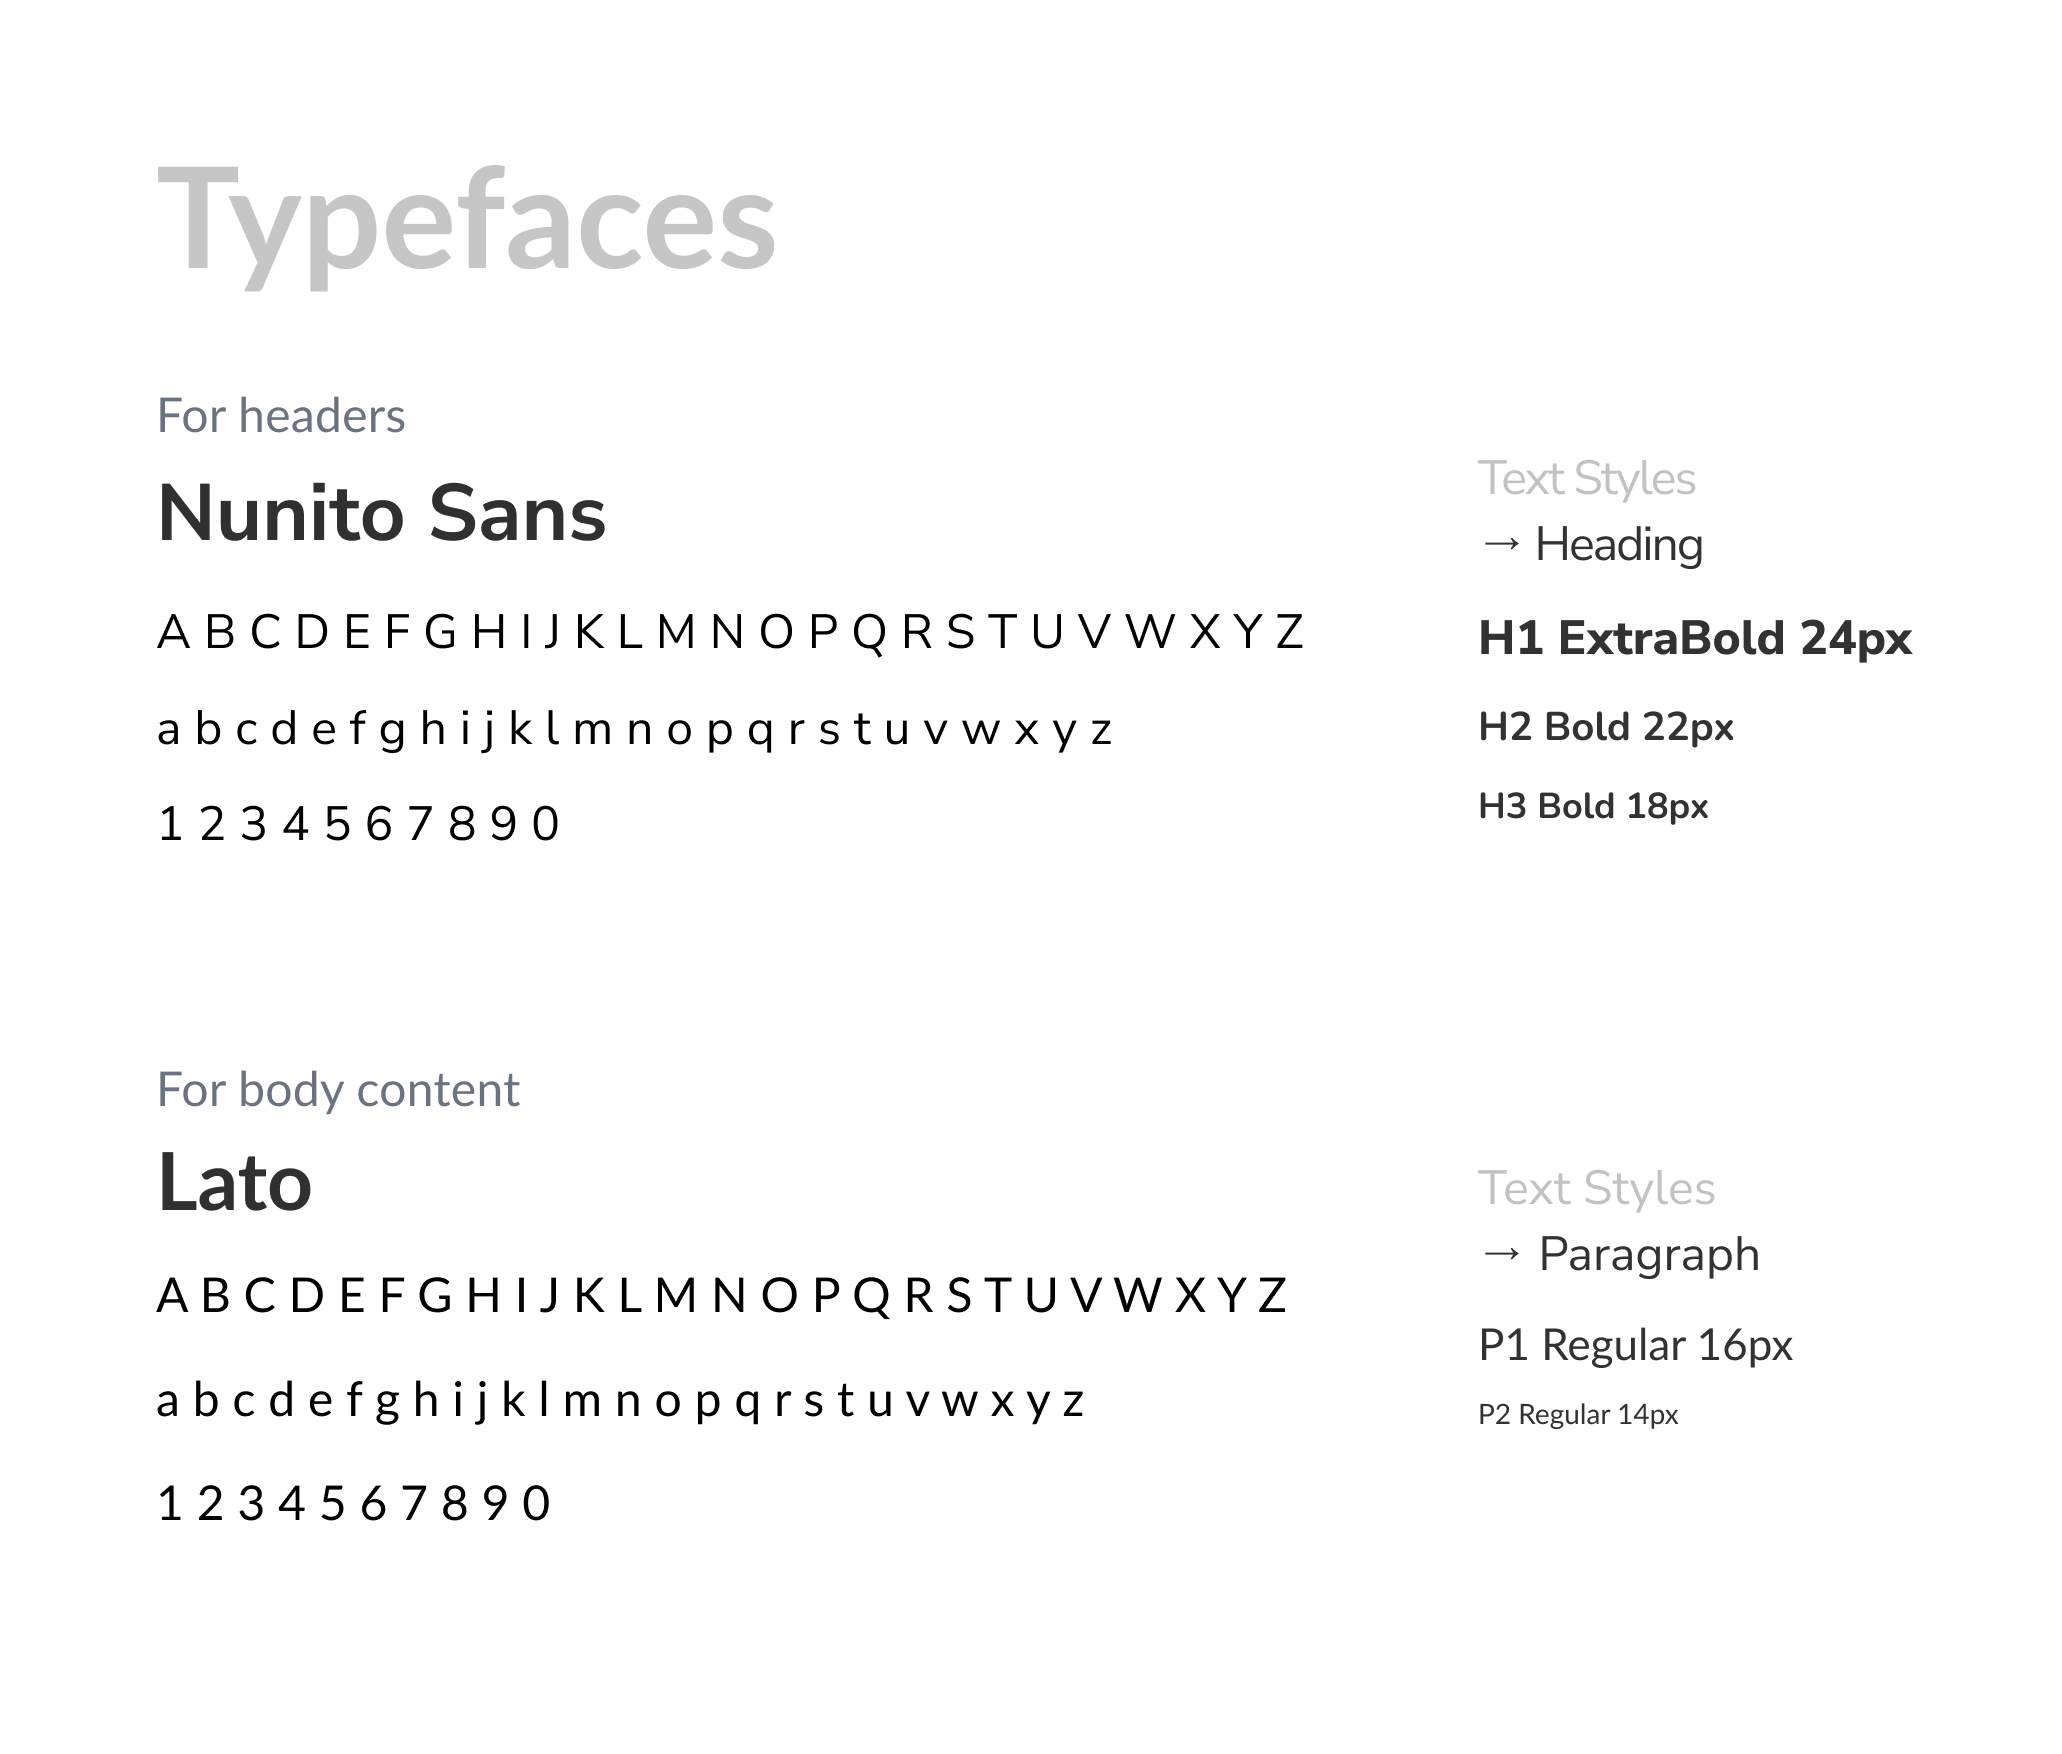 Typefaces
For headers
Nunito Sans
A B C D E F G H I J K L M N O P Q R S T U V W X Y Z
a b c d e f g h i j k l m n o p q r s t u v w x y z
1 2 3 4 5 6 7 8 9 0
Text Styles
→ Heading
H1 ExtraBold 24px
H2 Bold 22px
H3 Bold 18px
For body content
Lato
A B C D E F G H I J K L M N O P Q R S T U V W X Y Z
a b c d e f g h i j k l m n o p q r s t u v w x y z
1 2 3 4 5 6 7 8 9 0
Text Styles
→ Paragraph
P1 Regular 16px
P2 Regular 14px